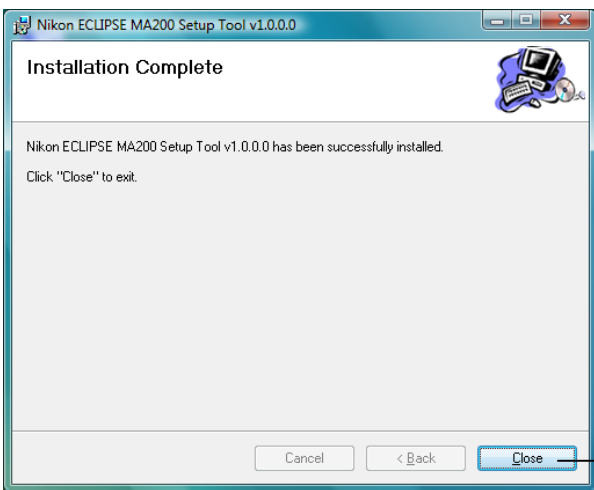 Nikon ECLIPSE MA200 Setup Tool v1.0.0.0
Installation Complete
Nikon ECLIPSE MA200 Setup Tool v1.0.0.0 has been successfully installed.
Click "Close" to exit.
Cancel < Back Close